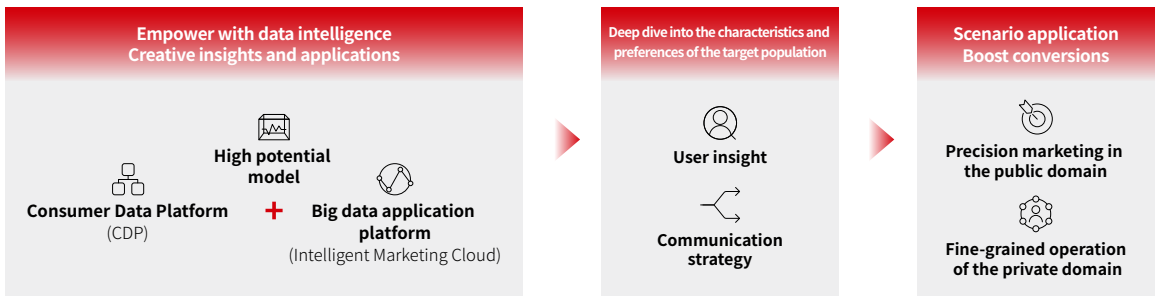 Empower with data intelligence
Creative insights and applications
High potential
model
Consumer Data Platform
(CDP)
+
Big data application
platform
(Intelligent Marketing Cloud)
Deep dive into the characteristics and
preferences of the target population
User insight
Communication
strategy
Scenario application
Boost conversions
Precision marketing in
the public domain
Fine-grained operation
of the private domain